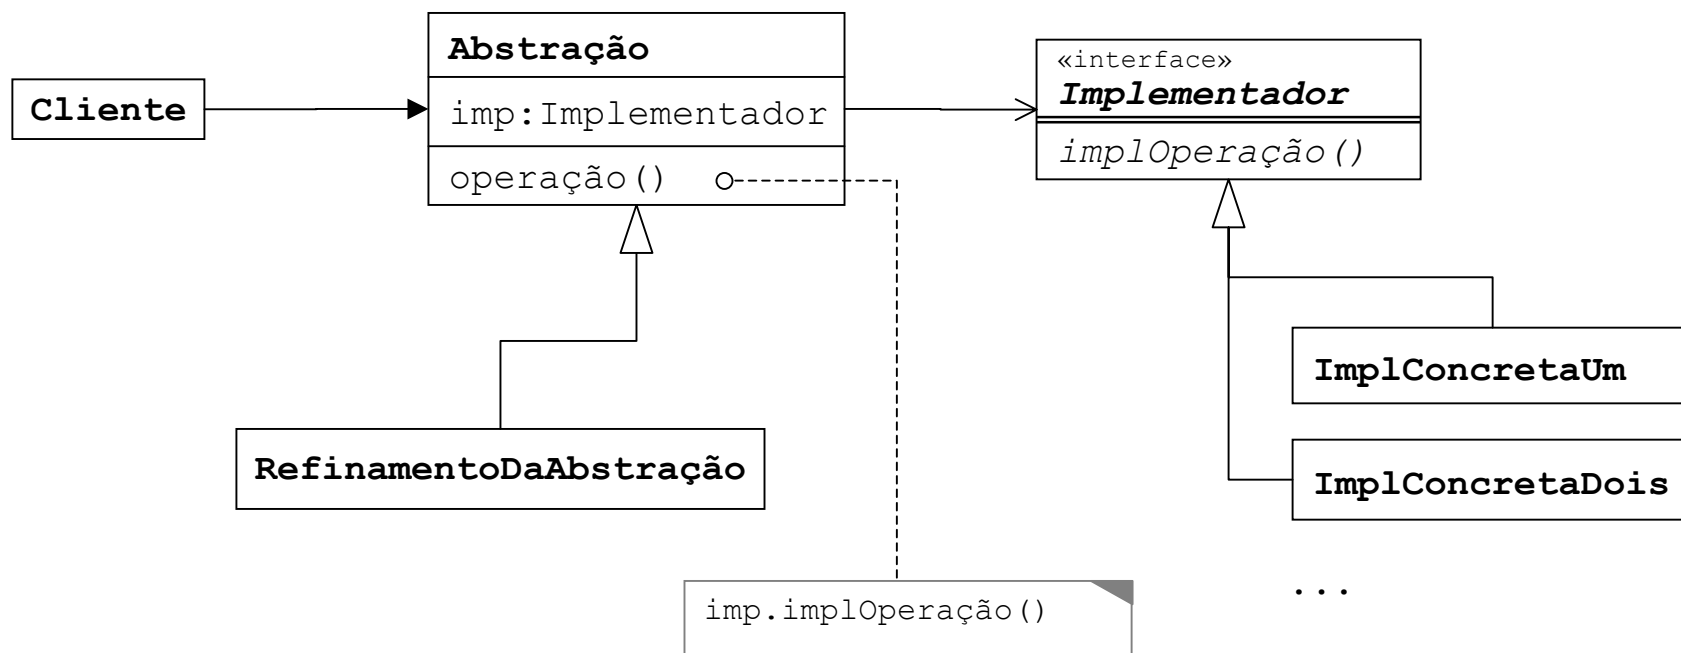 Cliente
Abstração
imp:Implementador
operação()
«interface»
Implementador
implOperação()
RefinamentoDaAbstração
ImplConcretaUm
ImplConcretaDois
...
imp.implOperação()